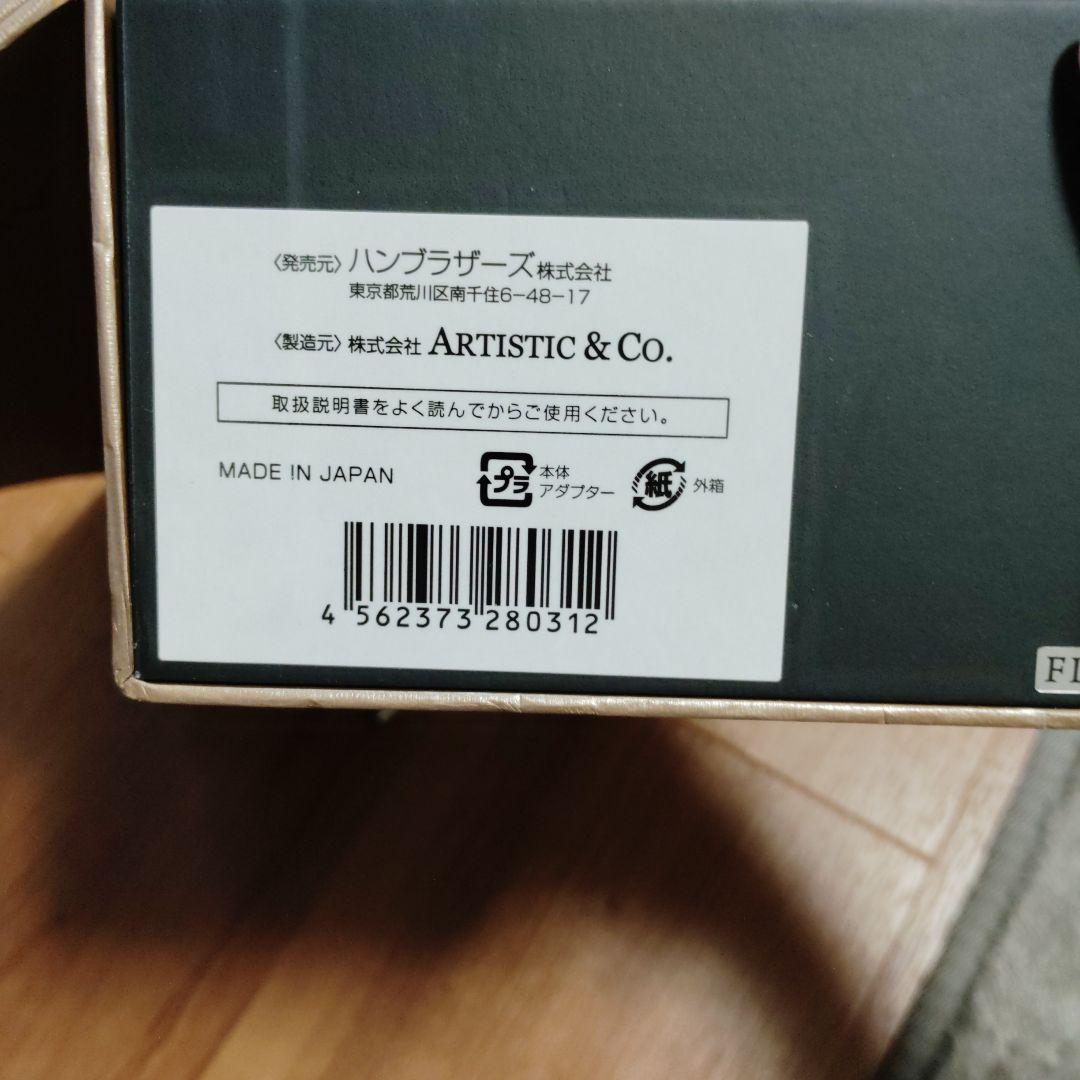 〈発売元〉ハンブラザーズ株式会社
東京都荒川区南千住6-48-17
〈製造元〉株式会社 ARTISTIC & CO.
取扱説明書をよく読んでからご使用ください。
MADE IN JAPAN
プラ 本体
アダプター
紙 外箱
4 562373 280312